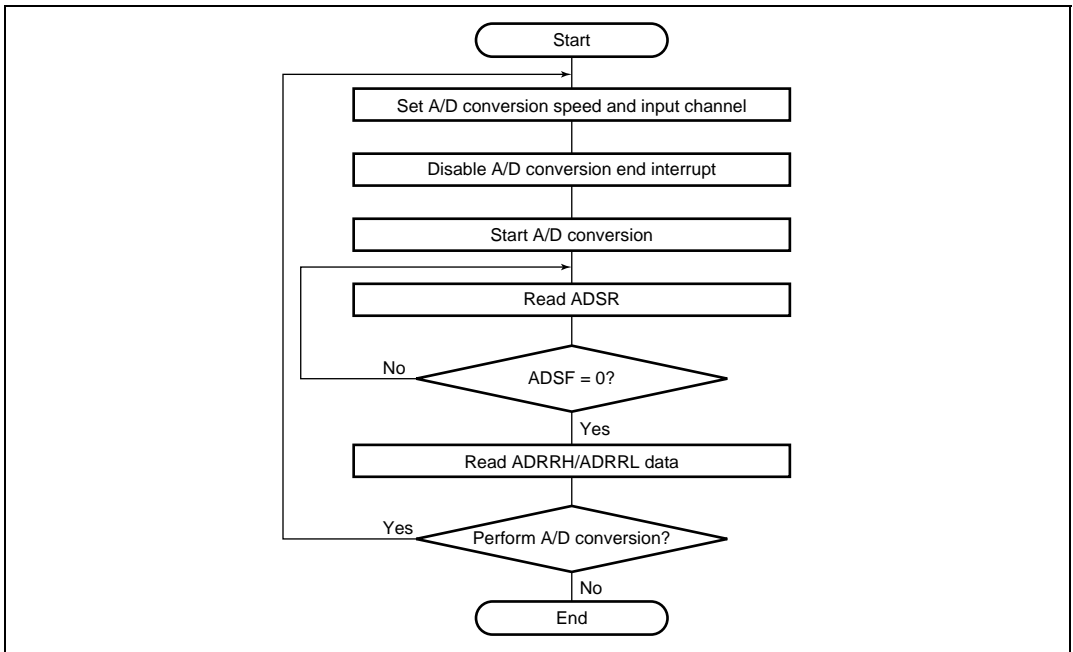 Start
Set A/D conversion speed and input channel
Disable A/D conversion end interrupt
Start A/D conversion
Read ADSR
No
ADSF = 0?
Yes
Read ADRRH/ADRRL data
Yes
Perform A/D conversion?
No
End